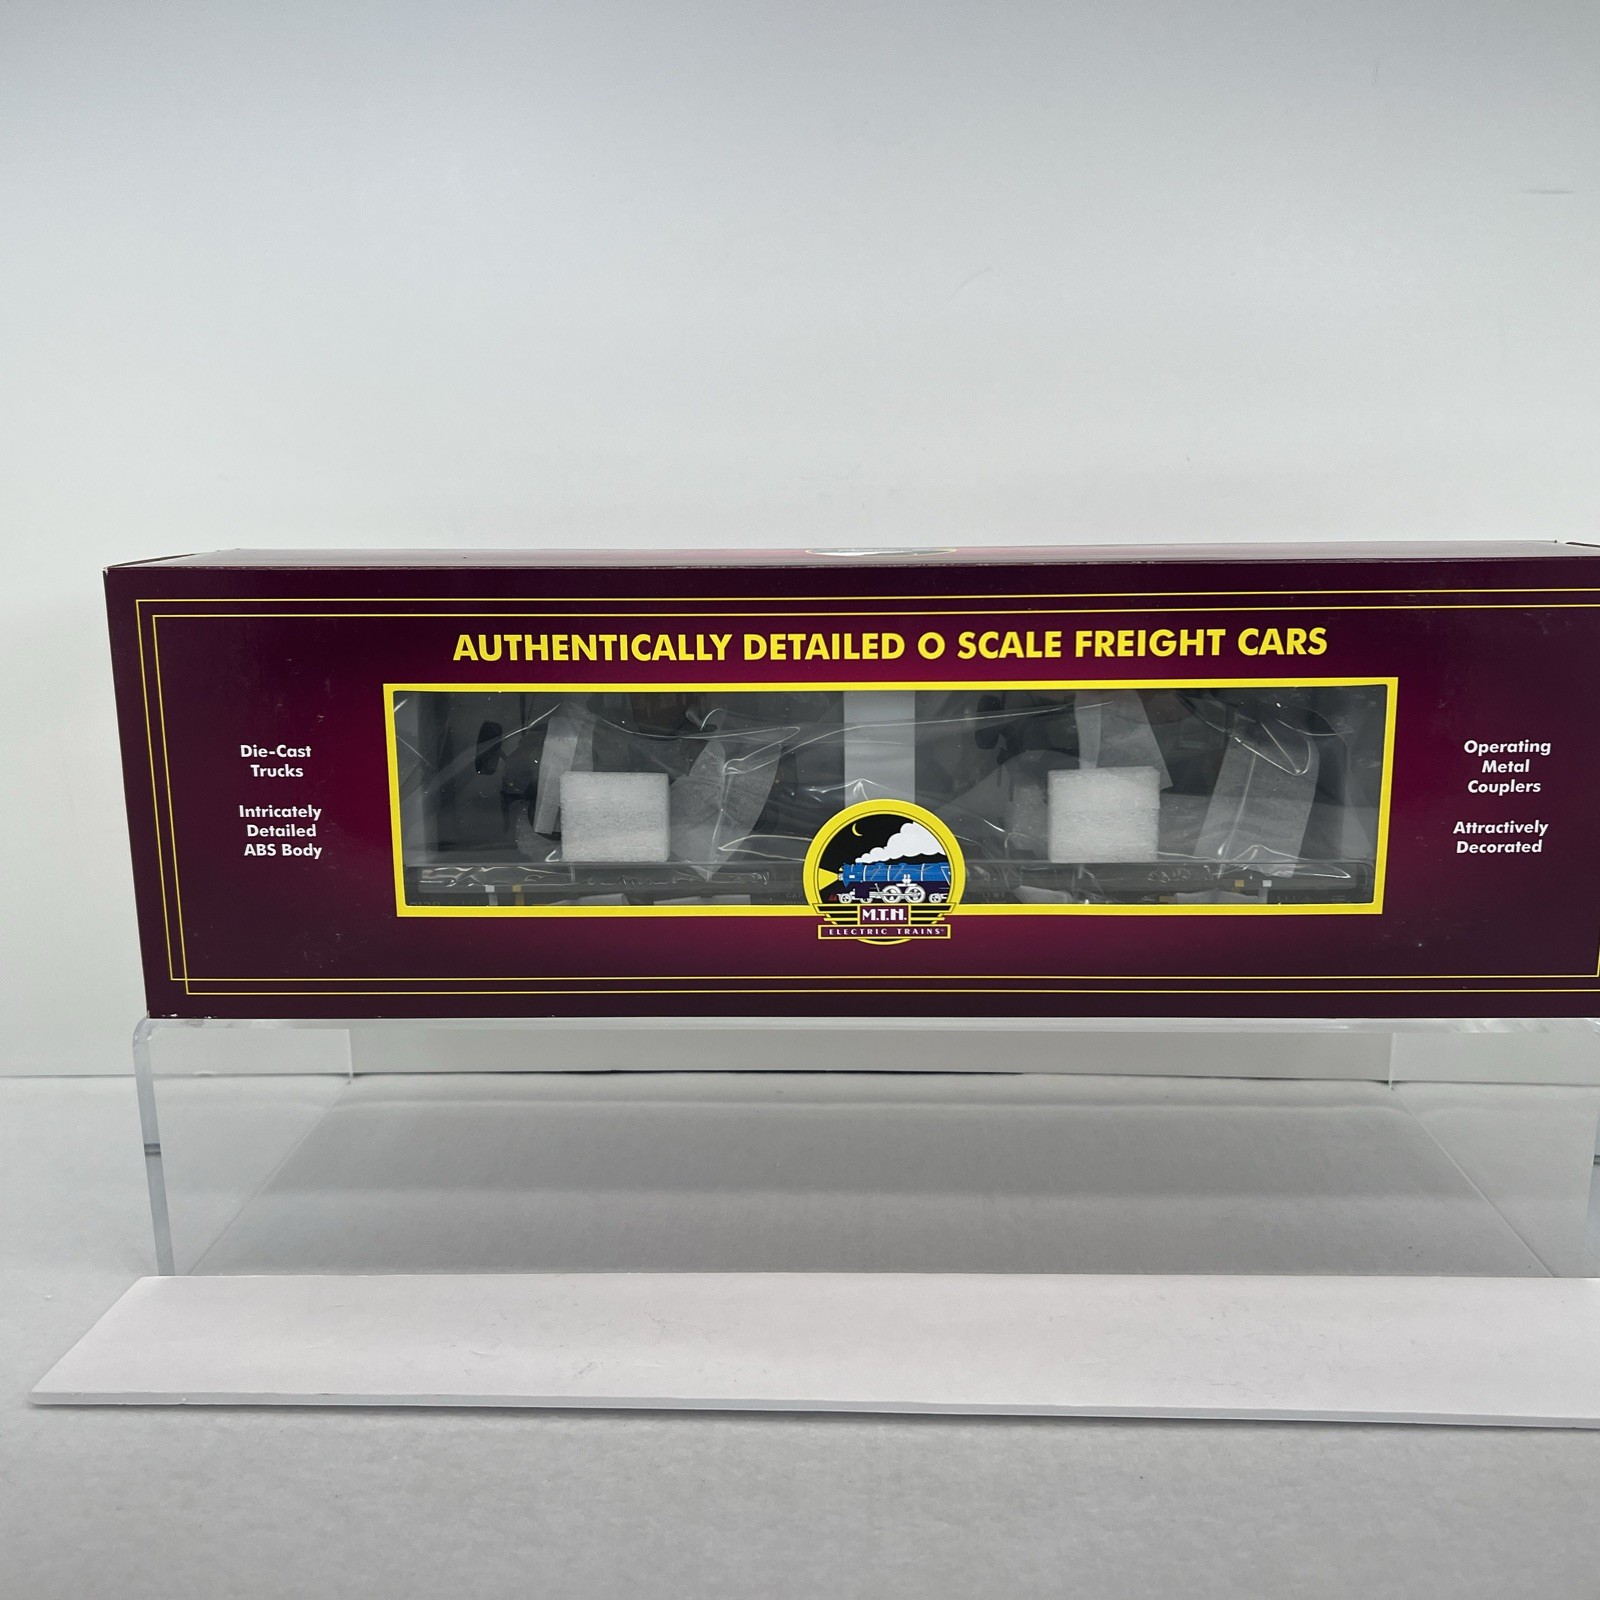 AUTHENTICALLY DETAILED O SCALE FREIGHT CARS
Die-Cast
Trucks
Intricately
Detailed
ABS Body
Operating
Metal
Couplers
Attractively
Decorated
M.T.H.
ELECTRIC TRAINS